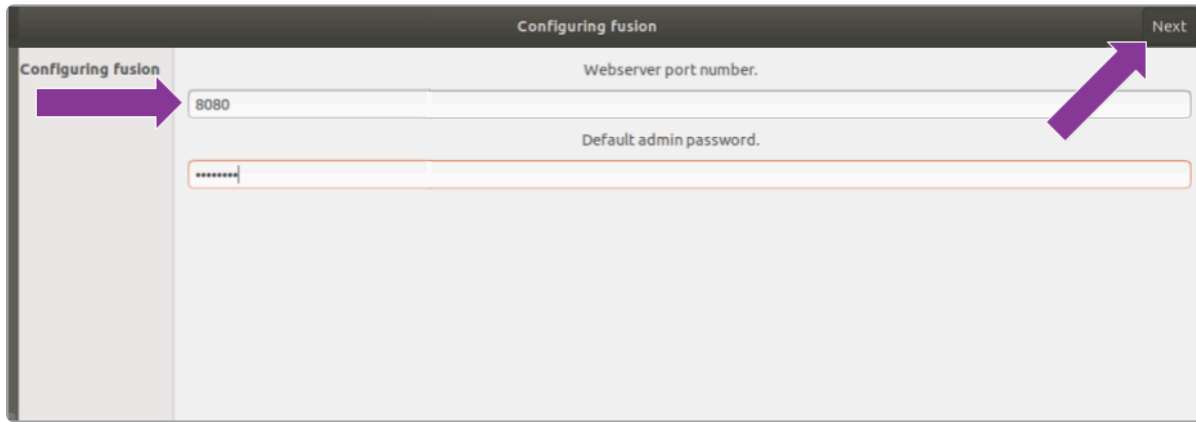 Configuring fusion
Next
Configuring fusion
Webserver port number.
8080
Default admin password.
••••••••